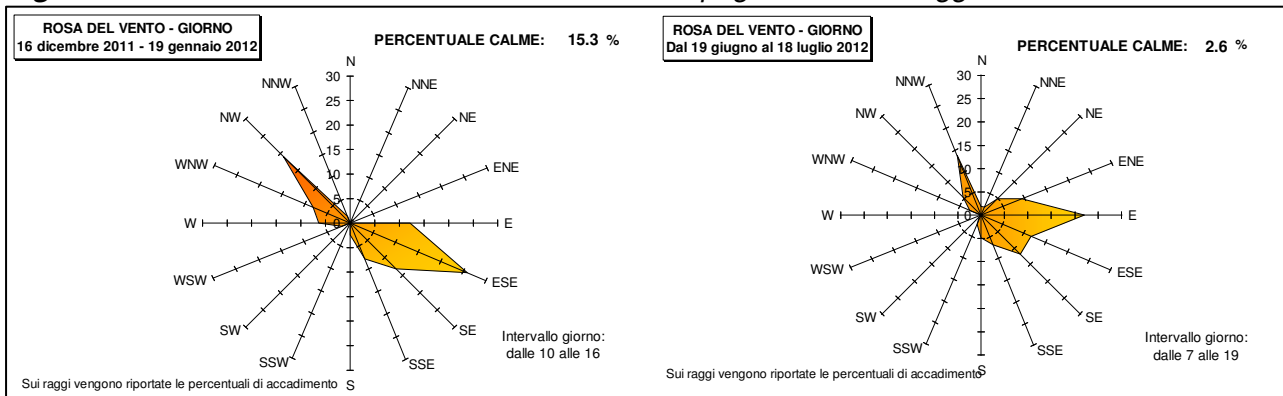 ROSA DEL VENTO - GIORNO
16 dicembre 2011 - 19 gennaio 2012
PERCENTUALE CALME: 15.3 %
N
NNE
NE
ENE
E
ESE
SE
SSE
S
SSW
SW
WSW
W
WNW
NW
NNW
30
25
20
15
10
5
0
Intervallo giorno:
dalle 10 alle 16
Sui raggi vengono riportate le percentuali di accadimento
ROSA DEL VENTO - GIORNO
Dal 19 giugno al 18 luglio 2012
PERCENTUALE CALME: 2.6 %
N
NNE
NE
ENE
E
ESE
SE
SSE
S
SSW
SW
WSW
W
WNW
NW
NNW
30
25
20
15
10
5
0
Intervallo giorno:
dalle 7 alle 19
Sui raggi vengono riportate le percentuali di accadimento